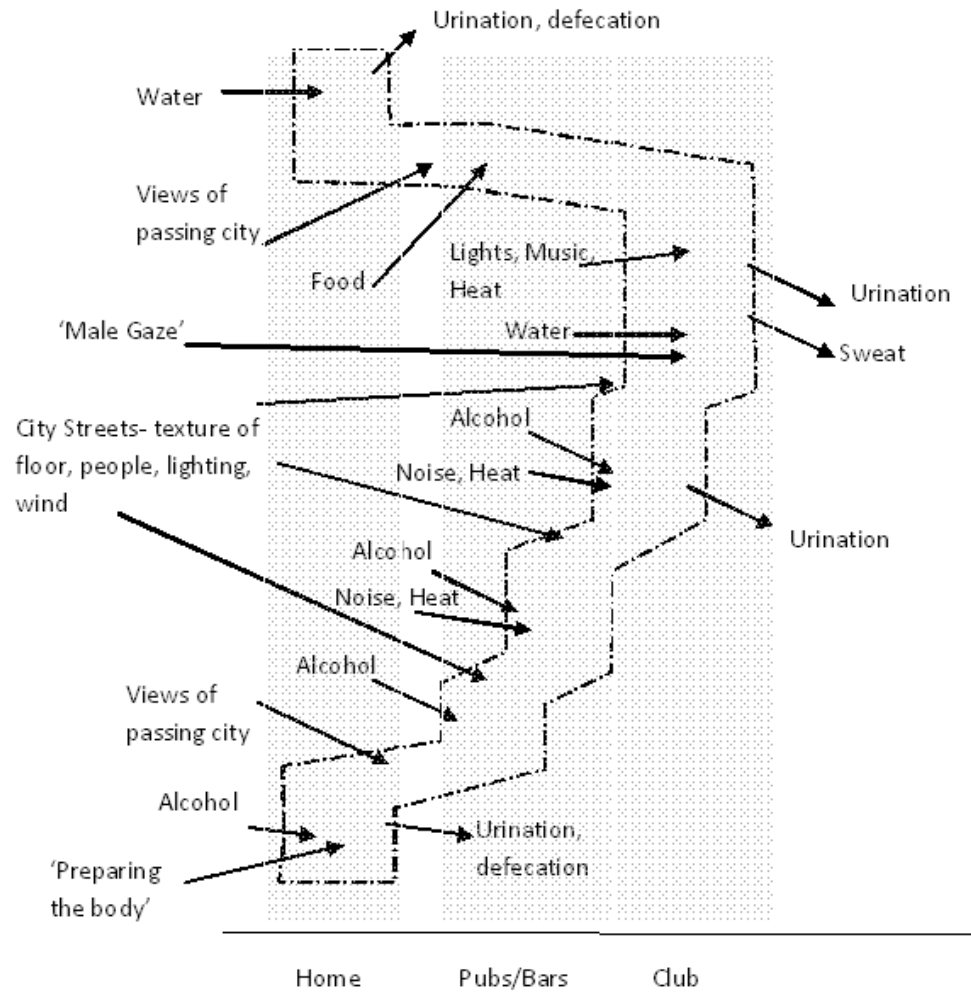 Urination, defecation
Water
Views of
passing city
Food
Lights, Music,
Heat
Urination
'Male Gaze'
Water
Sweat
City Streets- texture of
floor, people, lighting,
wind
Alcohol
Noise, Heat
Urination
Alcohol
Noise, Heat
Alcohol
Views of
passing city
Alcohol
Urination,
defecation
'Preparing
the body'
Home
Pubs/Bars
Club